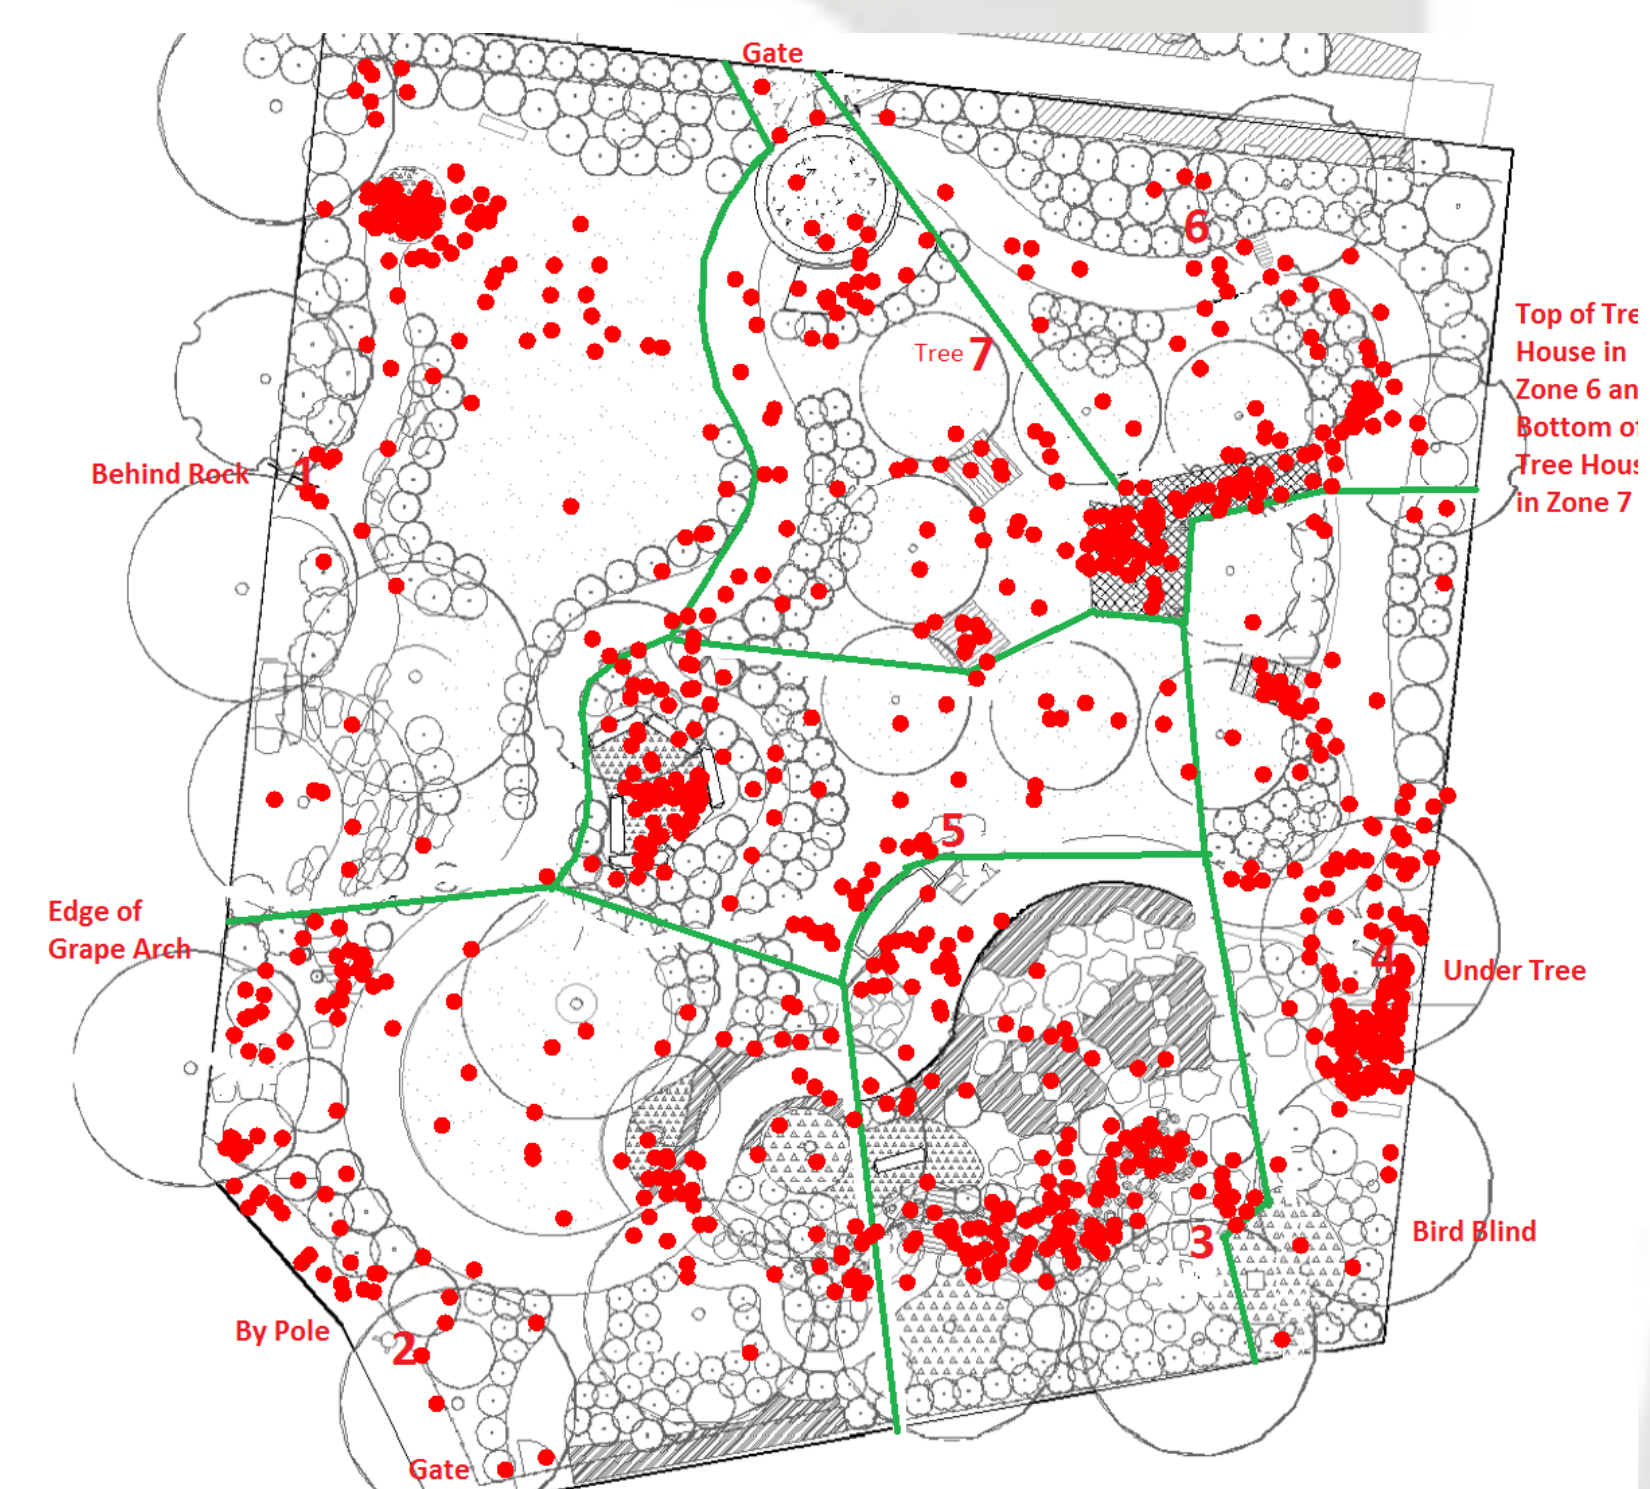 Gate
6
Top of Tre
House in
Zone 6 an
Bottom of
Tree Hous
in Zone 7
Tree 7
Behind Rock 1
5
Edge of
Grape Arch
4
Under Tree
3
Bird Blind
By Pole
2
Gate